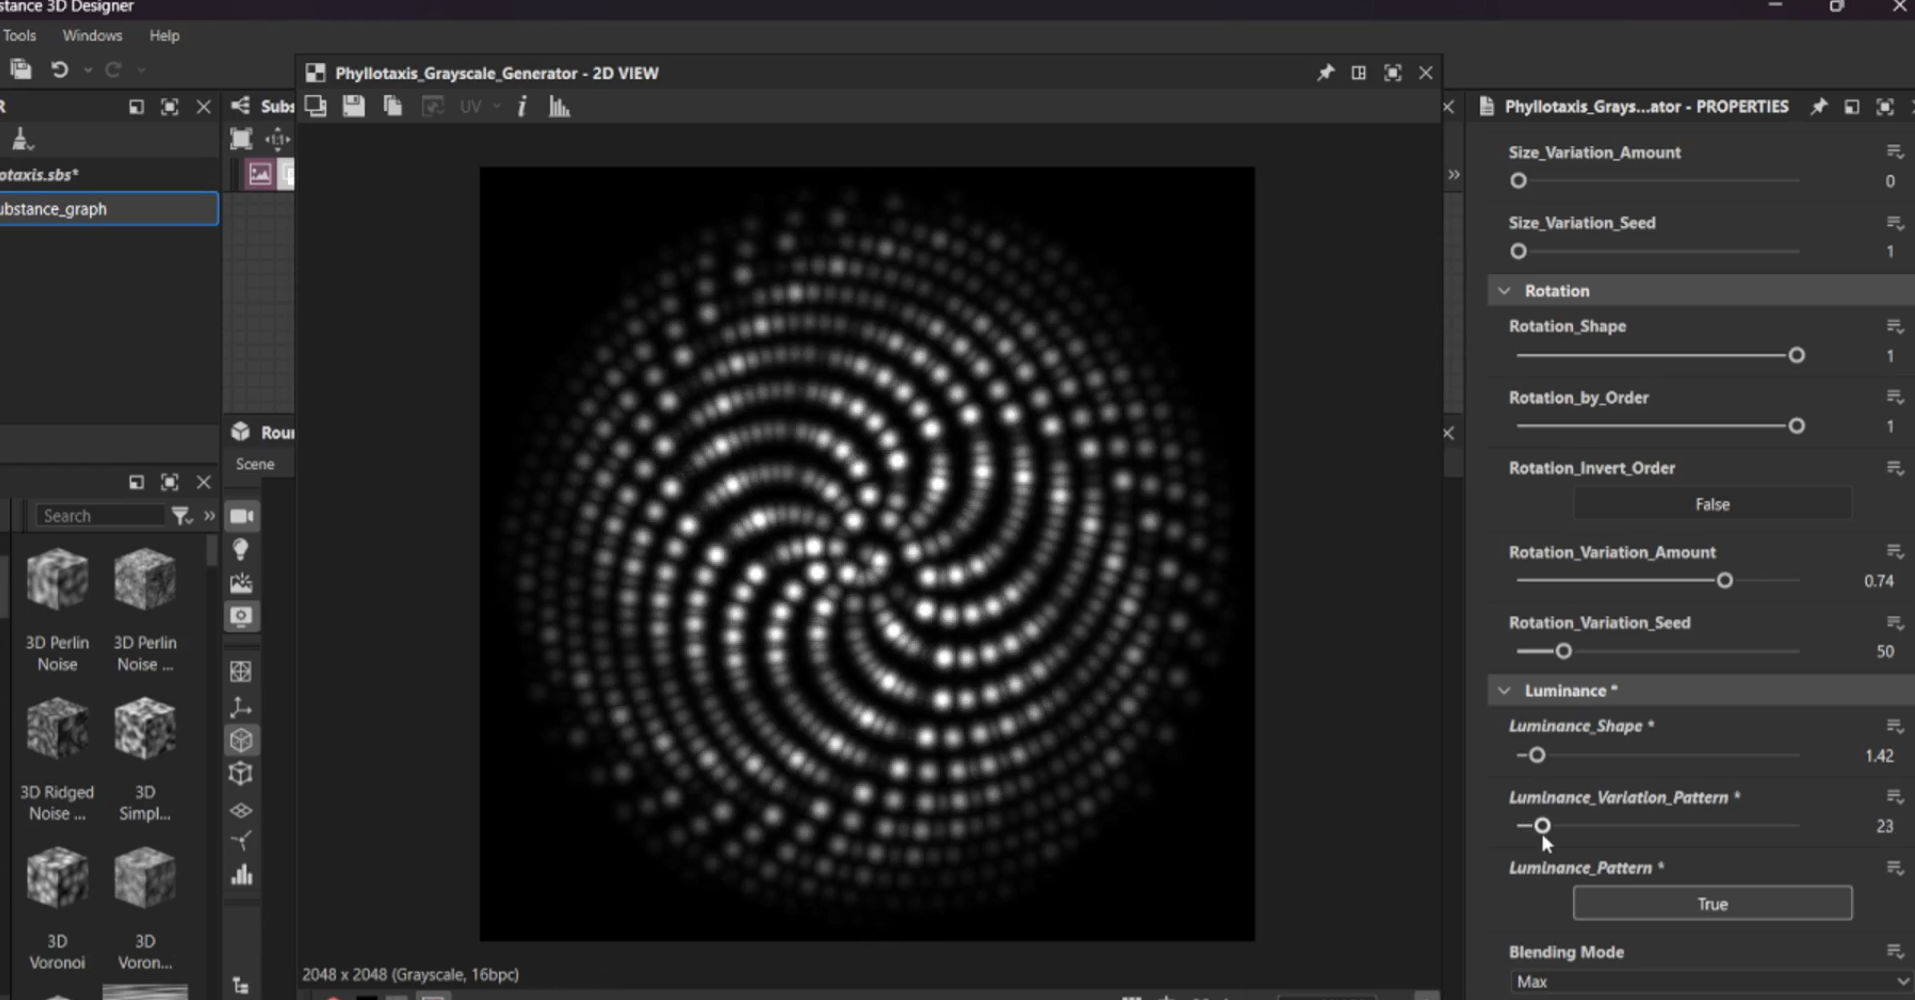 stance 3D Designer
Tools Windows Help
Phyllotaxis_Grayscale_Generator - 2D VIEW
UV
R
Subs
otaxis.sbs*
ubstance_graph
Roun
Scene
Search
3D Perlin
Noise
3D Perlin
Noise ...
3D Ridged
Noise ...
3D
Simpl...
3D
Voronoi
3D
Voron...
2048 x 2048 (Grayscale, 16bpc)
Phyllotaxis_Grays...ator - PROPERTIES
Size_Variation_Amount
0
Size_Variation_Seed
1
Rotation
Rotation_Shape
1
Rotation_by_Order
1
Rotation_Invert_Order
False
Rotation_Variation_Amount
0.74
Rotation_Variation_Seed
50
Luminance *
Luminance_Shape *
1.42
Luminance_Variation_Pattern *
23
Luminance_Pattern *
True
Blending Mode
Max